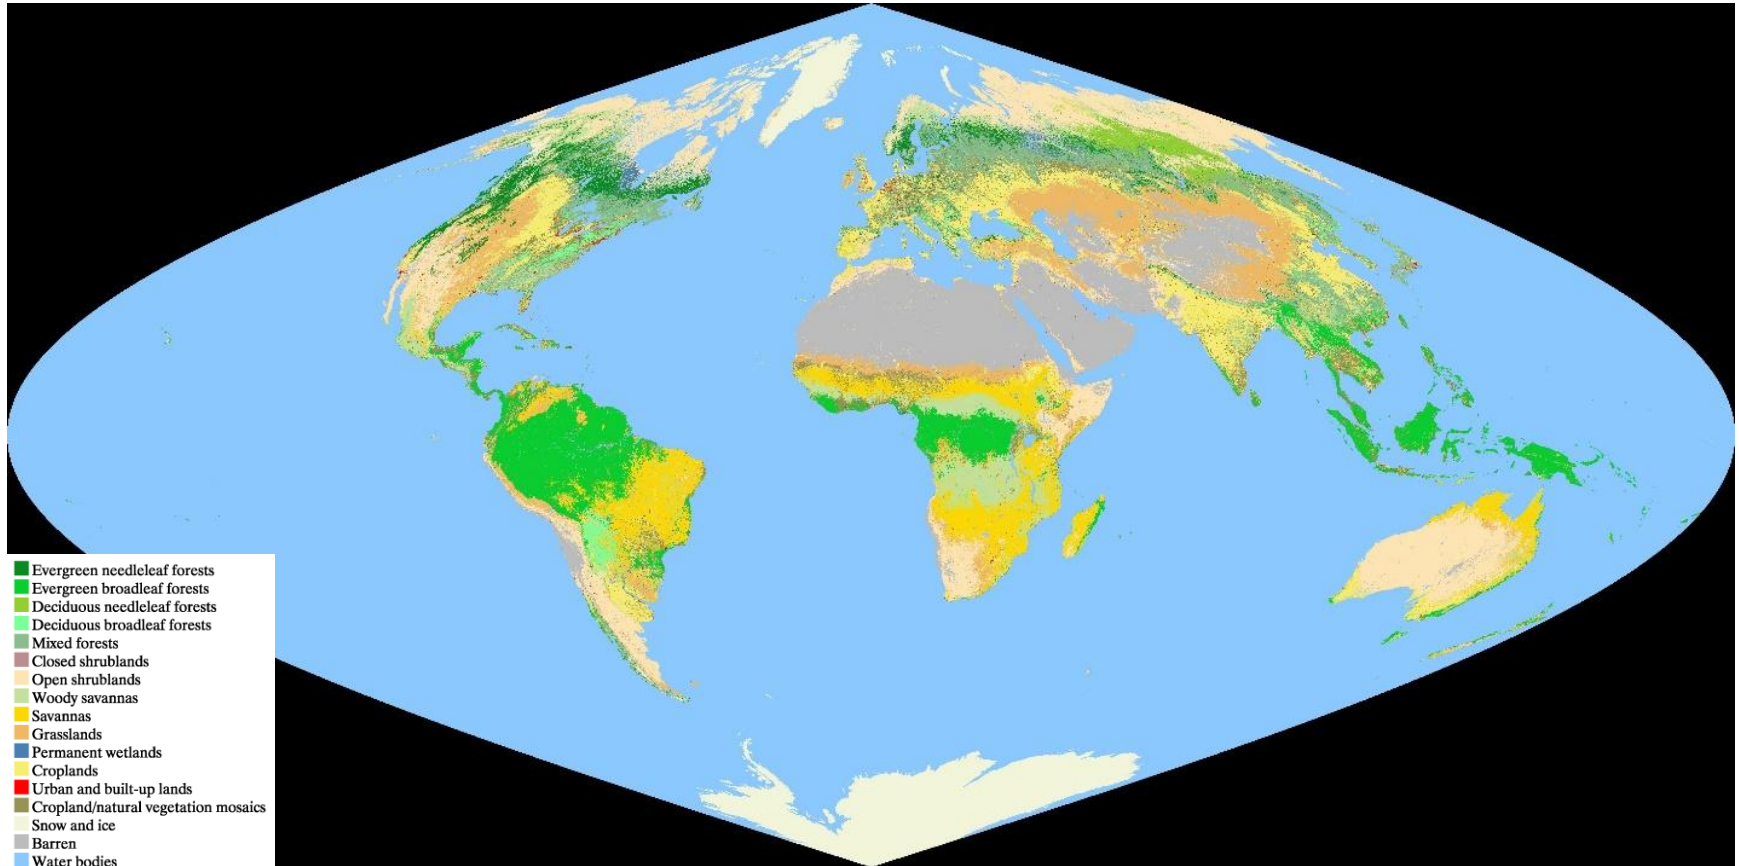 Evergreen needleleaf forests
Evergreen broadleaf forests
Deciduous needleleaf forests
Deciduous broadleaf forests
Mixed forests
Closed shrublands
Open shrublands
Woody savannas
Savannas
Grasslands
Permanent wetlands
Croplands
Urban and built-up lands
Cropland/natural vegetation mosaics
Snow and ice
Barren
Water bodies